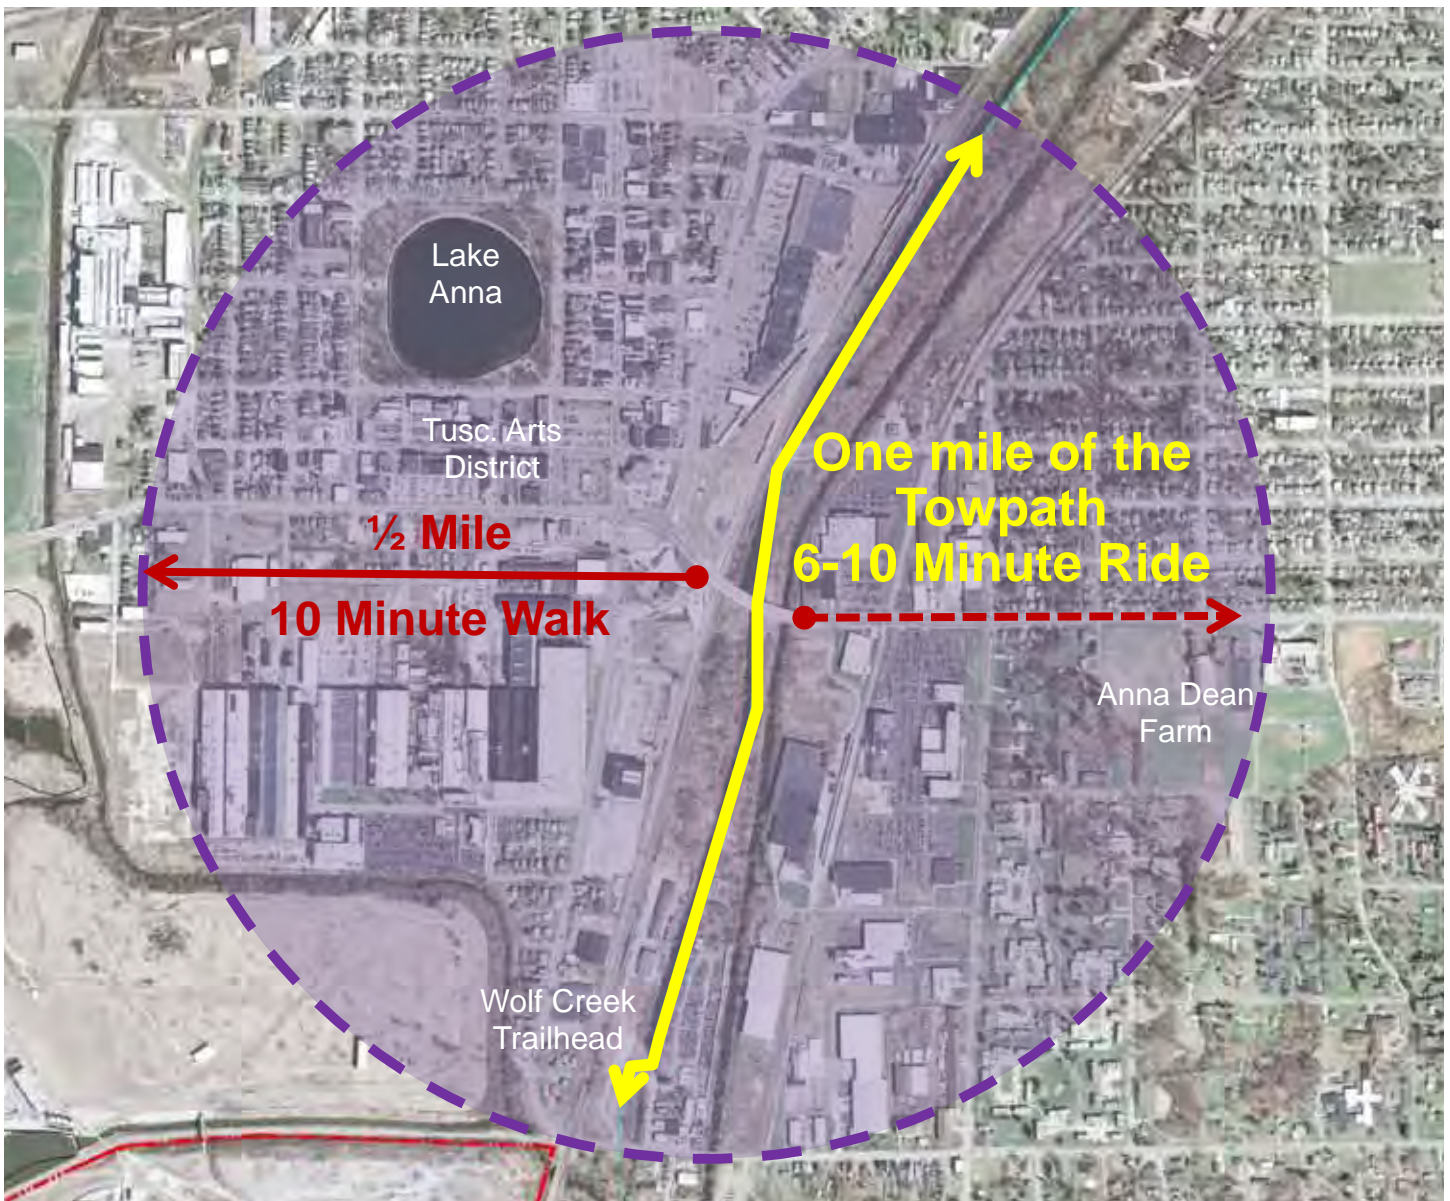 Lake
Anna
Tusc. Arts
District
One mile of the
Towpath
6-10 Minute Ride
½ Mile
10 Minute Walk
Anna Dean
Farm
Wolf Creek
Trailhead